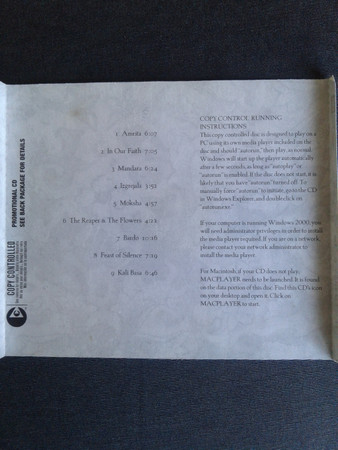 PROMOTIONAL CD
SEE BACK PACKAGE FOR DETAILS
COPY CONTROLLED
1 Amrita 6:07
2 In Our Faith 7:05
3 Mandara 6:24
4 3:52
5 Moksha 4:57
6 The Reaper & The Flowers
7 Bardo 10:16
8 Feast of Silence 7:19
9 Kali 6:46
COPY CONTROL RUNNING
INSTRUCTIONS
This copy controlled disc is designed to play on a
PC using its own media player included on the
disc and should "autorun," then play as normal.
Windows will start up the player automatically
after a few seconds, as long as "autoplay" or
"autorun" is enabled. If the disc does not start, it is
likely that you have "autorun" turned off. To
manually force "autorun" to initiate, go to the CD
in Windows Explorer, and doubleclick on
"autorun.exe."
If your computer is running Windows 2000, you
will need administrator privileges in order to install
the media player required. If you are on a network,
please contact your network administrator to
install the media player.
For Macintosh, if your CD does not play,
MACPLAYER needs to be launched. It is found
on the data portion of this disc. Find this CD's icon
on your desktop and open it. Click on
MACPLAYER to start.